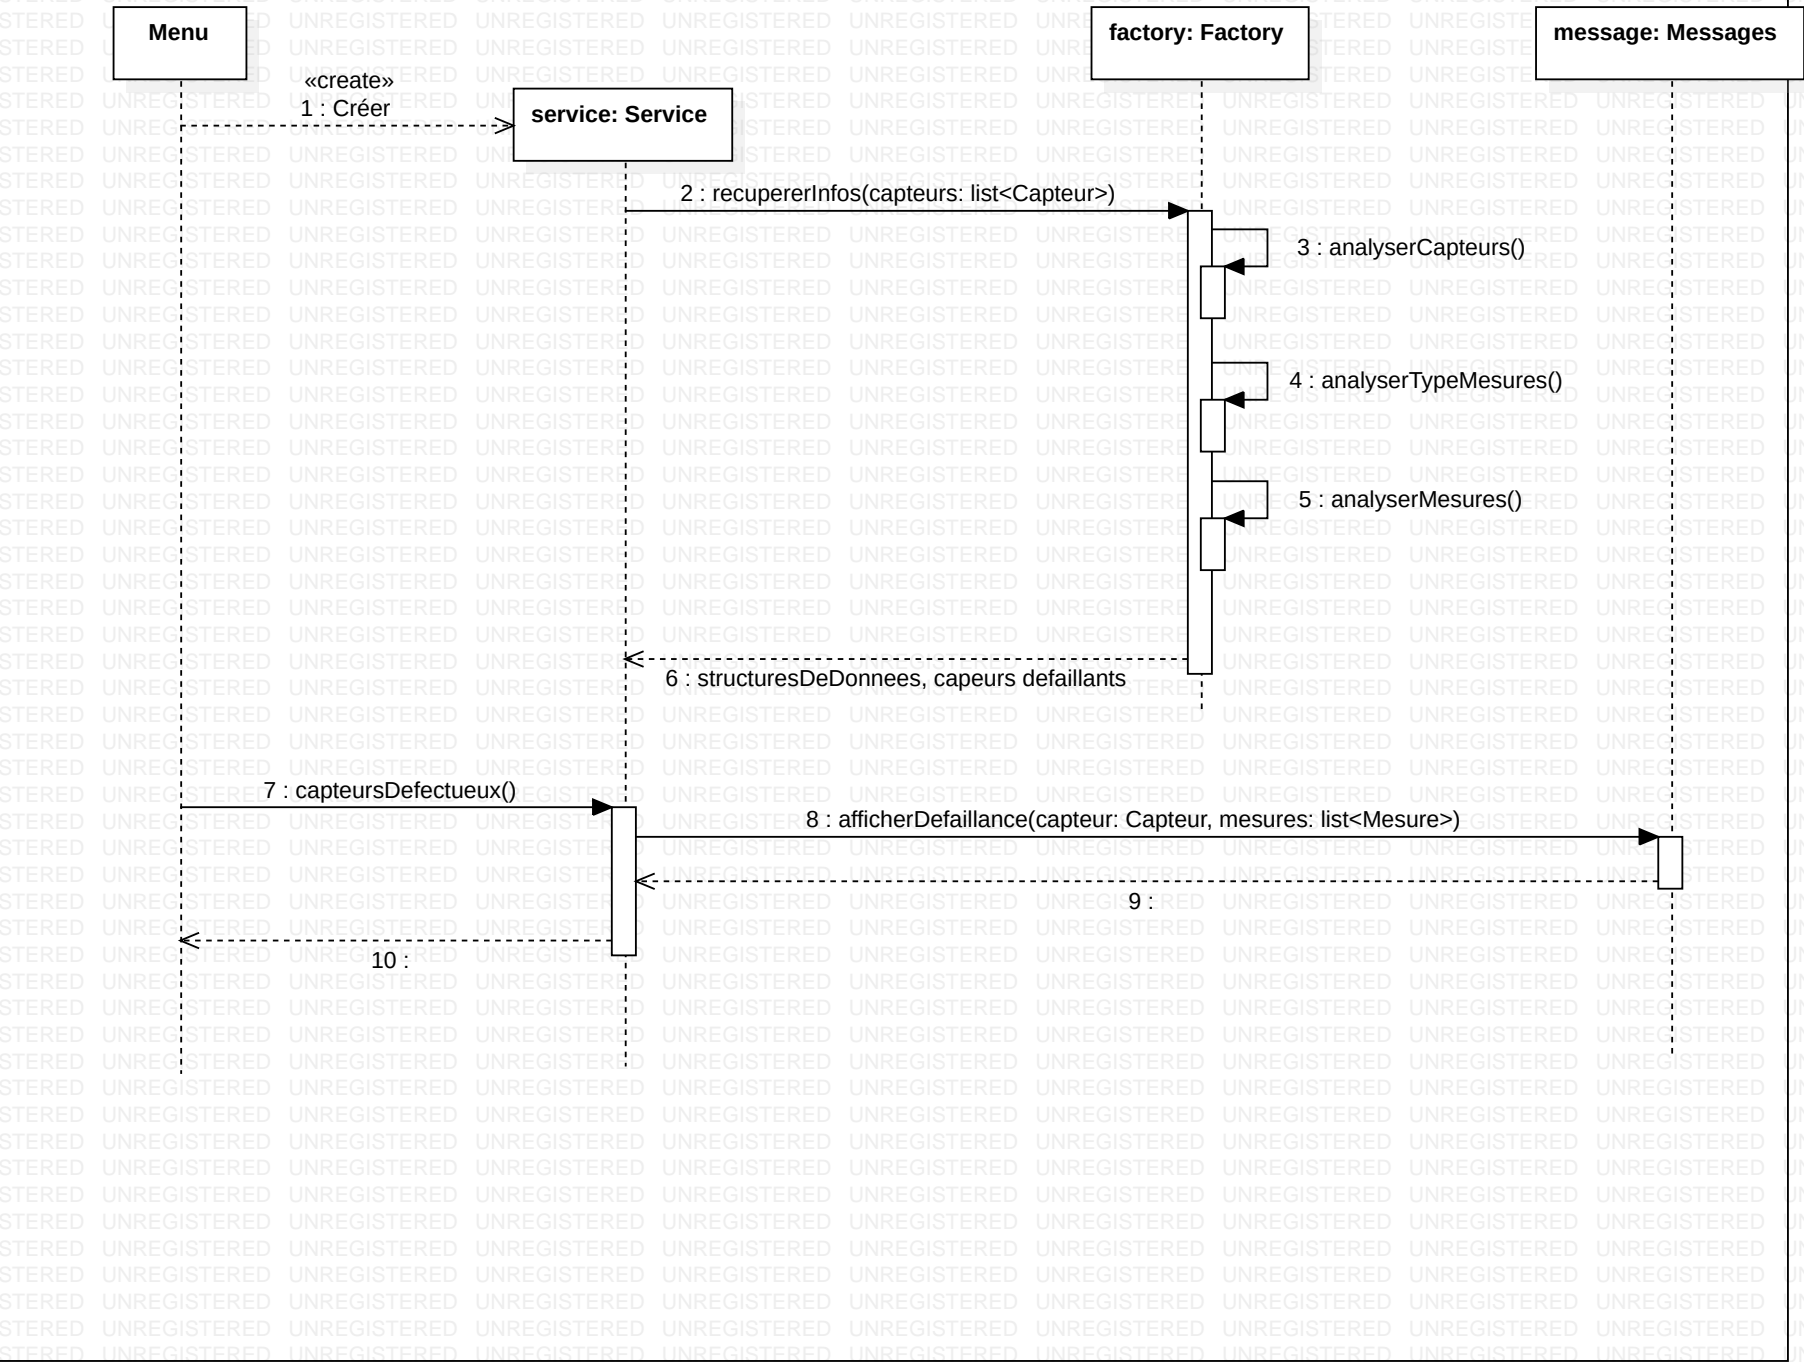 Menu
factory: Factory
message: Messages
«create»
1 : Créer
service: Service
2 : recupererInfos(capteurs: list<Capteur>)
3 : analyserCapteurs()
4 : analyserTypeMesures()
5 : analyserMesures()
6 : structuresDeDonnees, capeurs defaillants
7 : capteursDefectueux()
8 : afficherDefaillance(capteur: Capteur, mesures: list<Mesure>)
9 :
10 :
UNREGISTERED